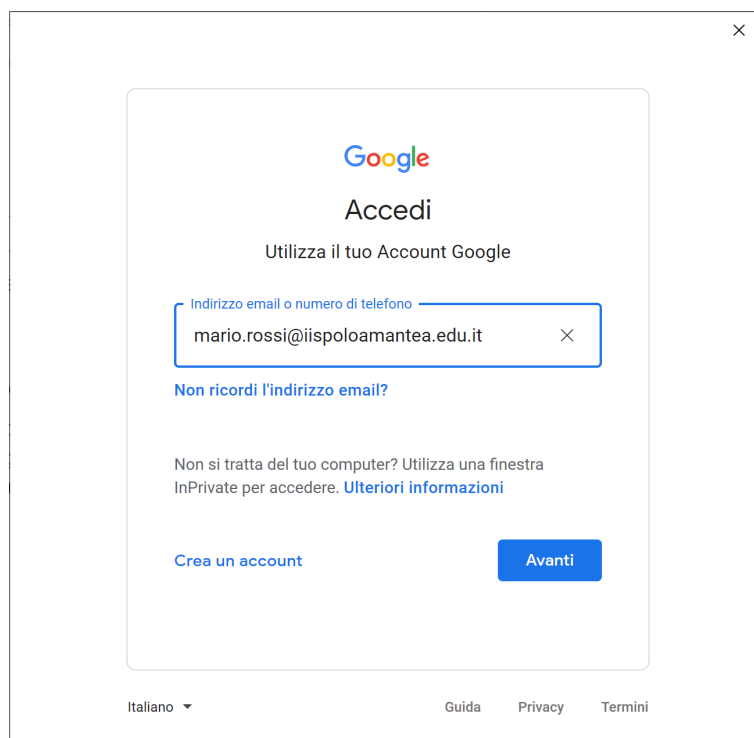 Google
Accedi
Utilizza il tuo Account Google
Indirizzo email o numero di telefono
mario.rossi@iispoloamantea.edu.it
Non ricordi l'indirizzo email?
Non si tratta del tuo computer? Utilizza una finestra
InPrivate per accedere. Ulteriori informazioni
Crea un account
Avanti
Italiano
Guida Privacy Termini